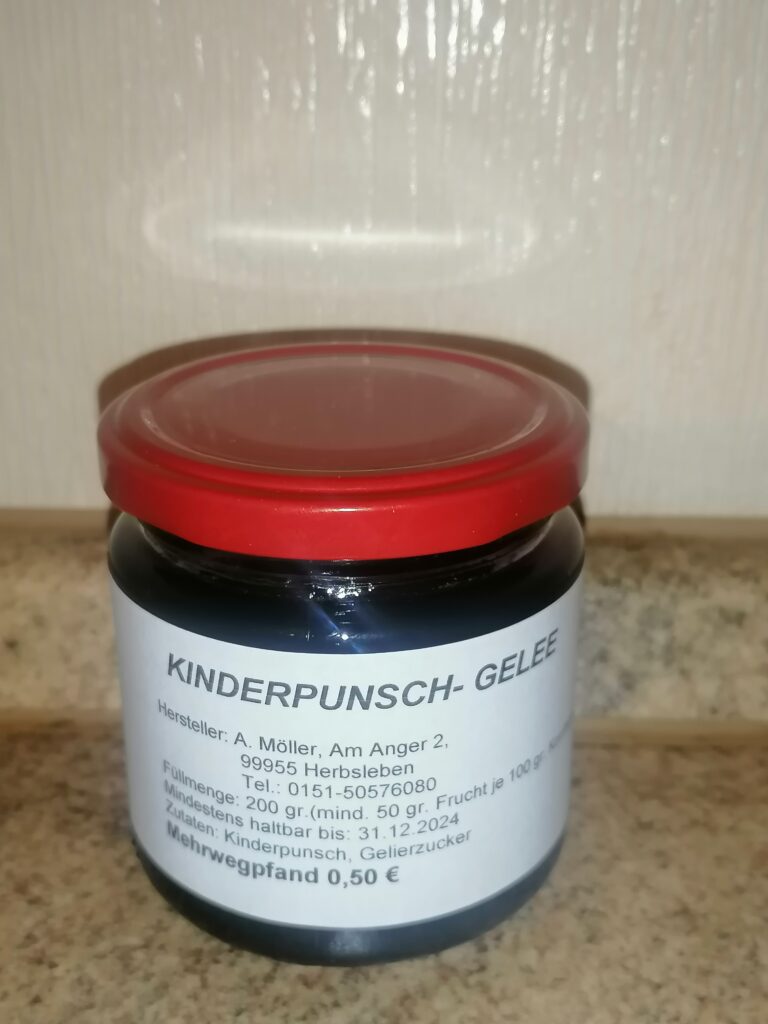 KINDERPUNSCH- GELEE
Hersteller: A. Möller, Am Anger 2,
99955 Herbsleben
Tel.: 0151-50576080
Füllmenge: 200 gr.(mind. 50 gr. Frucht je 100 gr.
Mindestens haltbar bis: 31.12.2024
Zutaten: Kinderpunsch, Gelierzucker
Mehrwegpfand 0,50 €